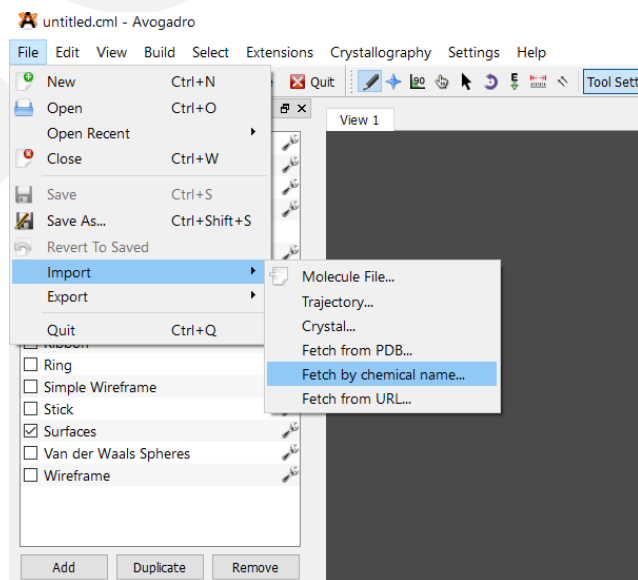 untitled.cml - Avogadro
File Edit View Build Select Extensions Crystallography Settings Help
New Ctrl+N Quit Tool Sett
Open Ctrl+O
Open Recent
View 1
Close Ctrl+W
Save Ctrl+S
Save As... Ctrl+Shift+S
Revert To Saved
Import
Molecule File...
Export
Trajectory...
Crystal...
Quit Ctrl+Q
Fetch from PDB...
Ring
Fetch by chemical name...
Simple Wireframe
Fetch from URL...
Stick
Surfaces
Van der Waals Spheres
Wireframe
Add Duplicate Remove